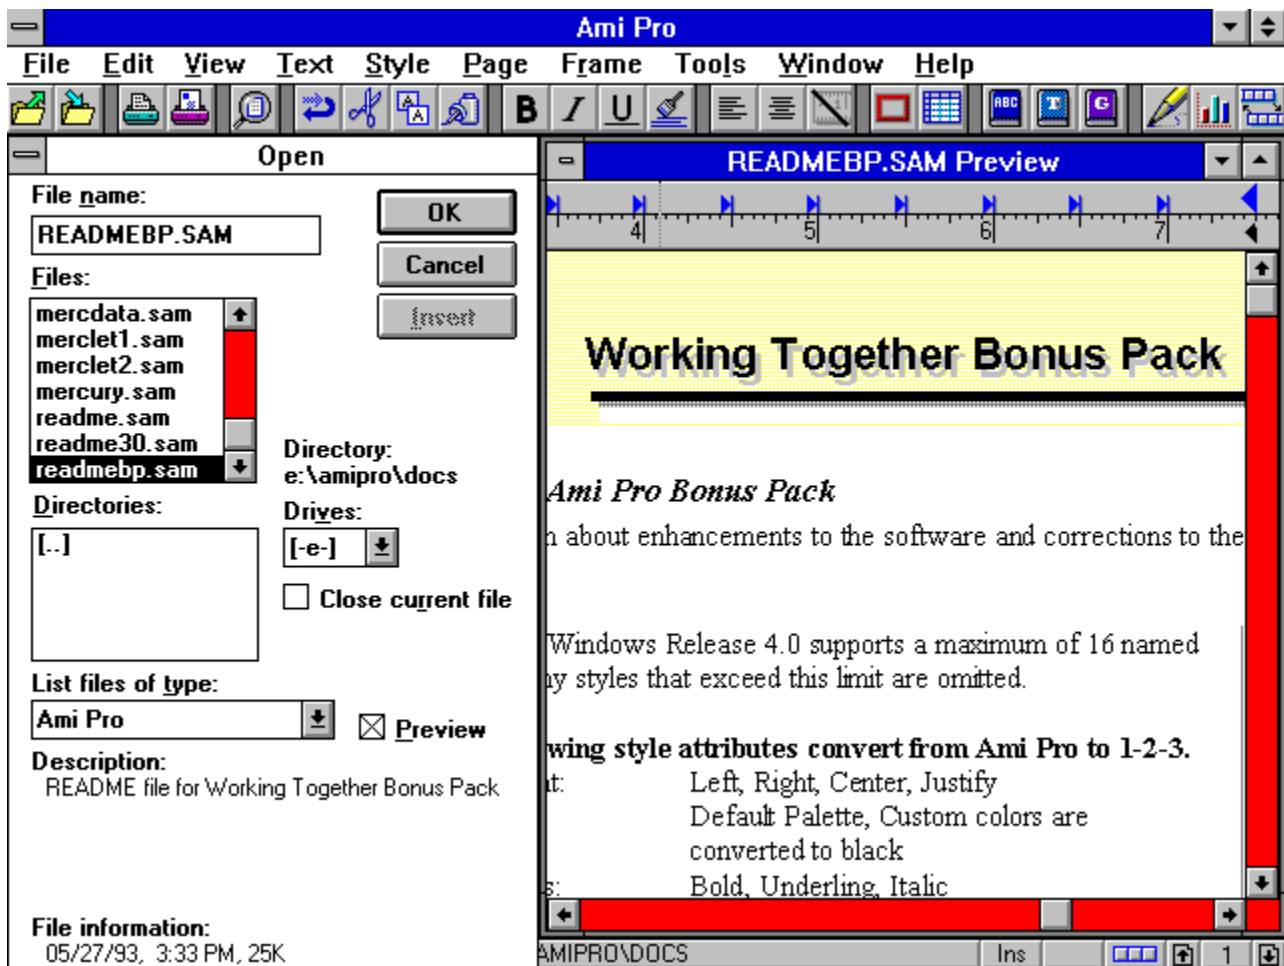 Ami Pro
File Edit View Text Style Page Frame Tools Window Help
B I U ABC T G
Open
File name:
READMEBP.SAM
OK
Cancel
Insert
Files:
mercdata.sam
merclet1.sam
merclet2.sam
mercury.sam
readme.sam
readme30.sam
readmebp.sam
Directory:
e:\amipro\docs
Directories:
[..]
Drives:
[-e-]
Close current file
List files of type:
Ami Pro
Preview
Description:
README file for Working Together Bonus Pack
File information:
05/27/93, 3:33 PM, 25K
READMEBP.SAM Preview
4 5 6 7
Working Together Bonus Pack
Ami Pro Bonus Pack
n about enhancements to the software and corrections to the
Windows Release 4.0 supports a maximum of 16 named
ny styles that exceed this limit are omitted.
wing style attributes convert from Ami Pro to 1-2-3.
nt: Left, Right, Center, Justify
Default Palette, Custom colors are
converted to black
s: Bold, Underling, Italic
AMIPRO\DOCS Ins 1